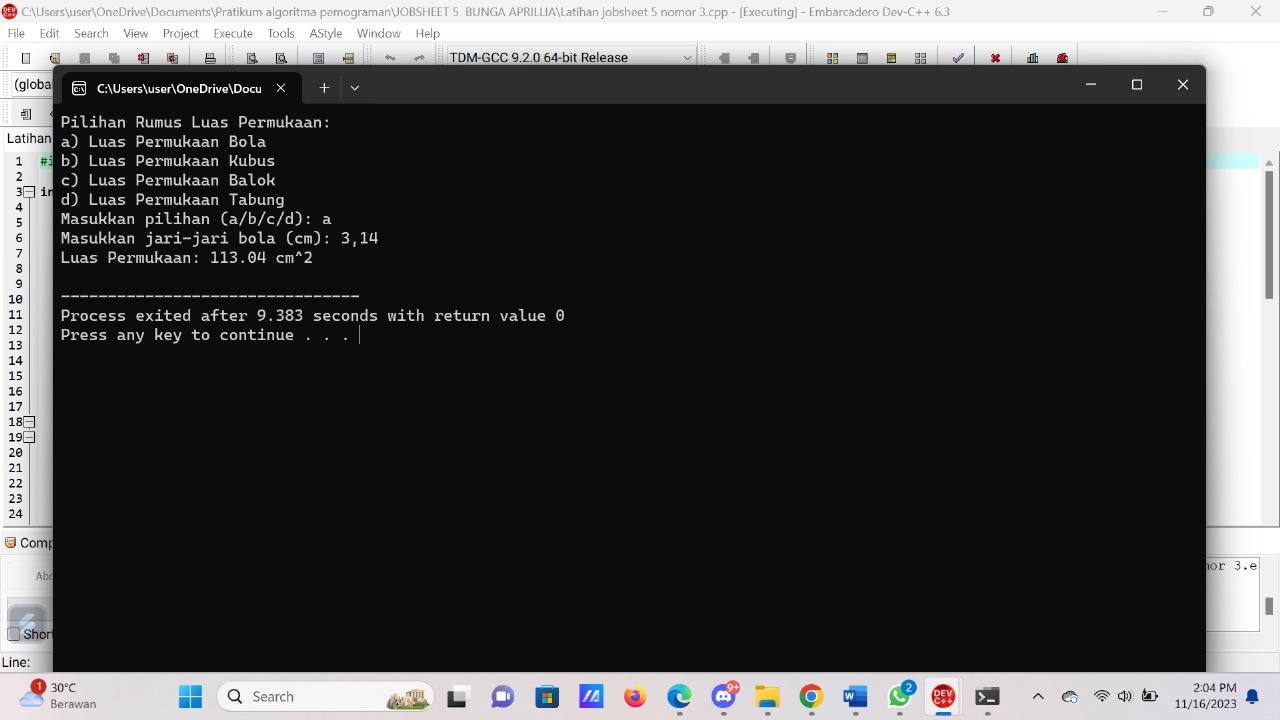 C:\Users\user\OneDrive\Documents\Pratikum algoritma pemograman\JOBSHEET 5  BUNGA APRILLIA\Latihan jobsheet 5 nomor 3.cpp - [Executing] - Embarcadero Dev-C++ 6.3
File Edit Search View Project Execute Tools AStyle Window Help
TDM-GCC 9.2.0 64-bit Release
(globa
C:\Users\user\OneDrive\Docu
Latihan
Pilihan Rumus Luas Permukaan:
a) Luas Permukaan Bola
b) Luas Permukaan Kubus
c) Luas Permukaan Balok
d) Luas Permukaan Tabung
Masukkan pilihan (a/b/c/d): a
Masukkan jari-jari bola (cm): 3,14
Luas Permukaan: 113.04 cm^2
--------------------------------
Process exited after 9.383 seconds with return value 0
Press any key to continue . . .
1 #i
2
3 in
4
5
6
7
8
9
10
11
12
13
14
15
16
17
18
19
20
21
22
23
24
Comp
Abo
nor 3.e
Short
Line:
1
30°C
Berawan
Search
9+
2
DEV C++
2:04 PM
11/16/2023